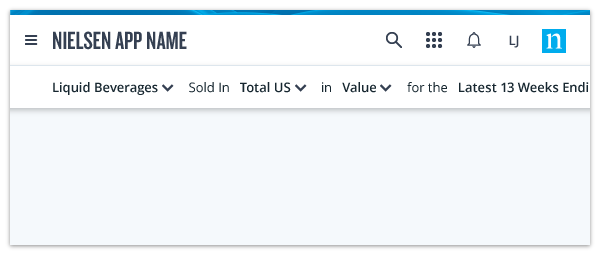 NIELSEN APP NAME LJ n
Liquid Beverages Sold In Total US in Value for the Latest 13 Weeks Endi